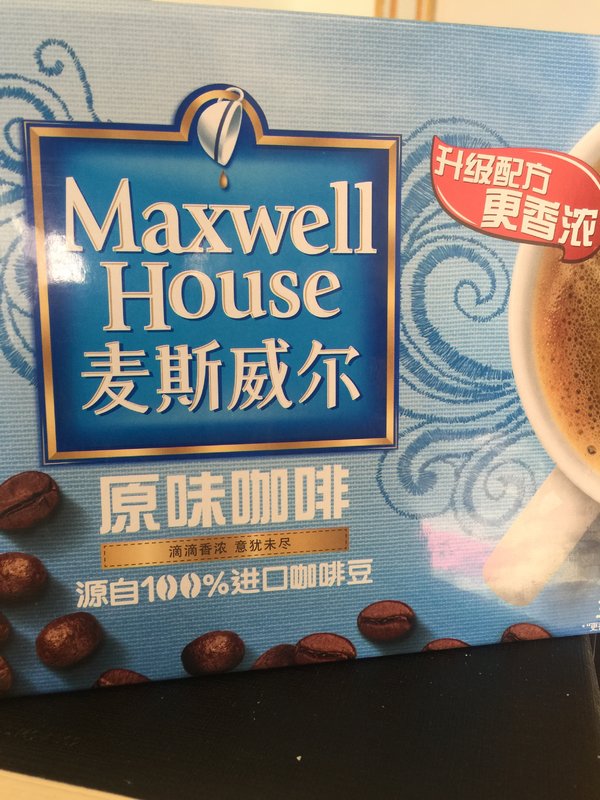 Maxwell
House
麦斯威尔
升级配方
更香浓
原味咖啡
滴滴香浓 意犹未尽
源自100%进口咖啡豆